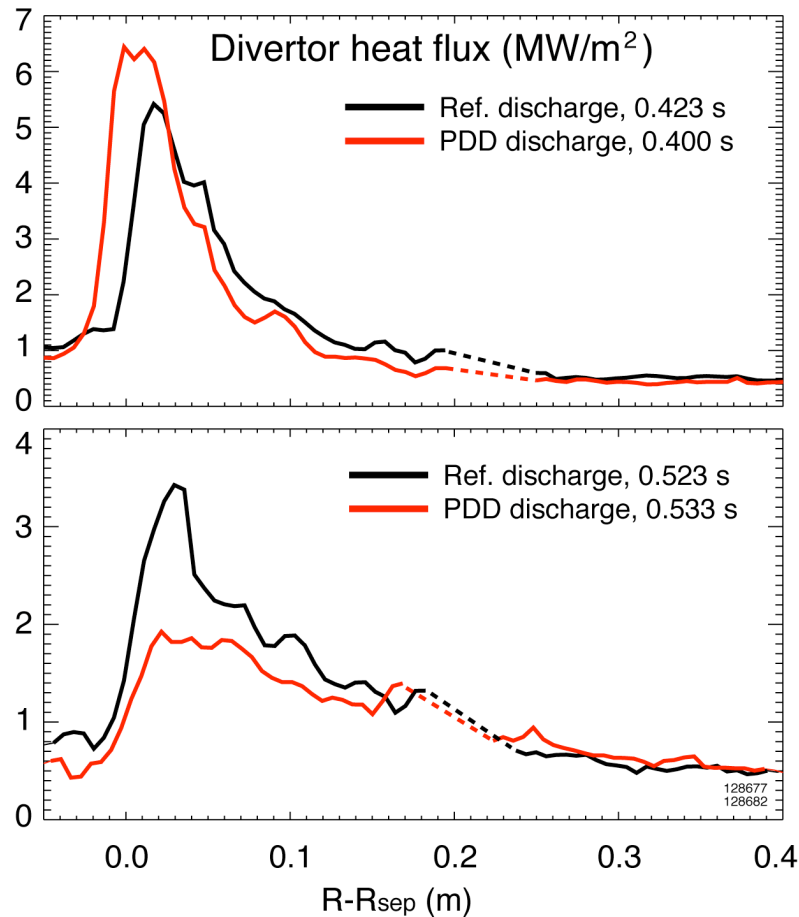 Divertor heat flux (MW/m²)
7
6
5
4
3
2
1
0
Ref. discharge, 0.423 s
PDD discharge, 0.400 s
4
3
2
1
0
Ref. discharge, 0.523 s
PDD discharge, 0.533 s
128677
128682
0.0 0.1 0.2 0.3 0.4
R-Rsep (m)